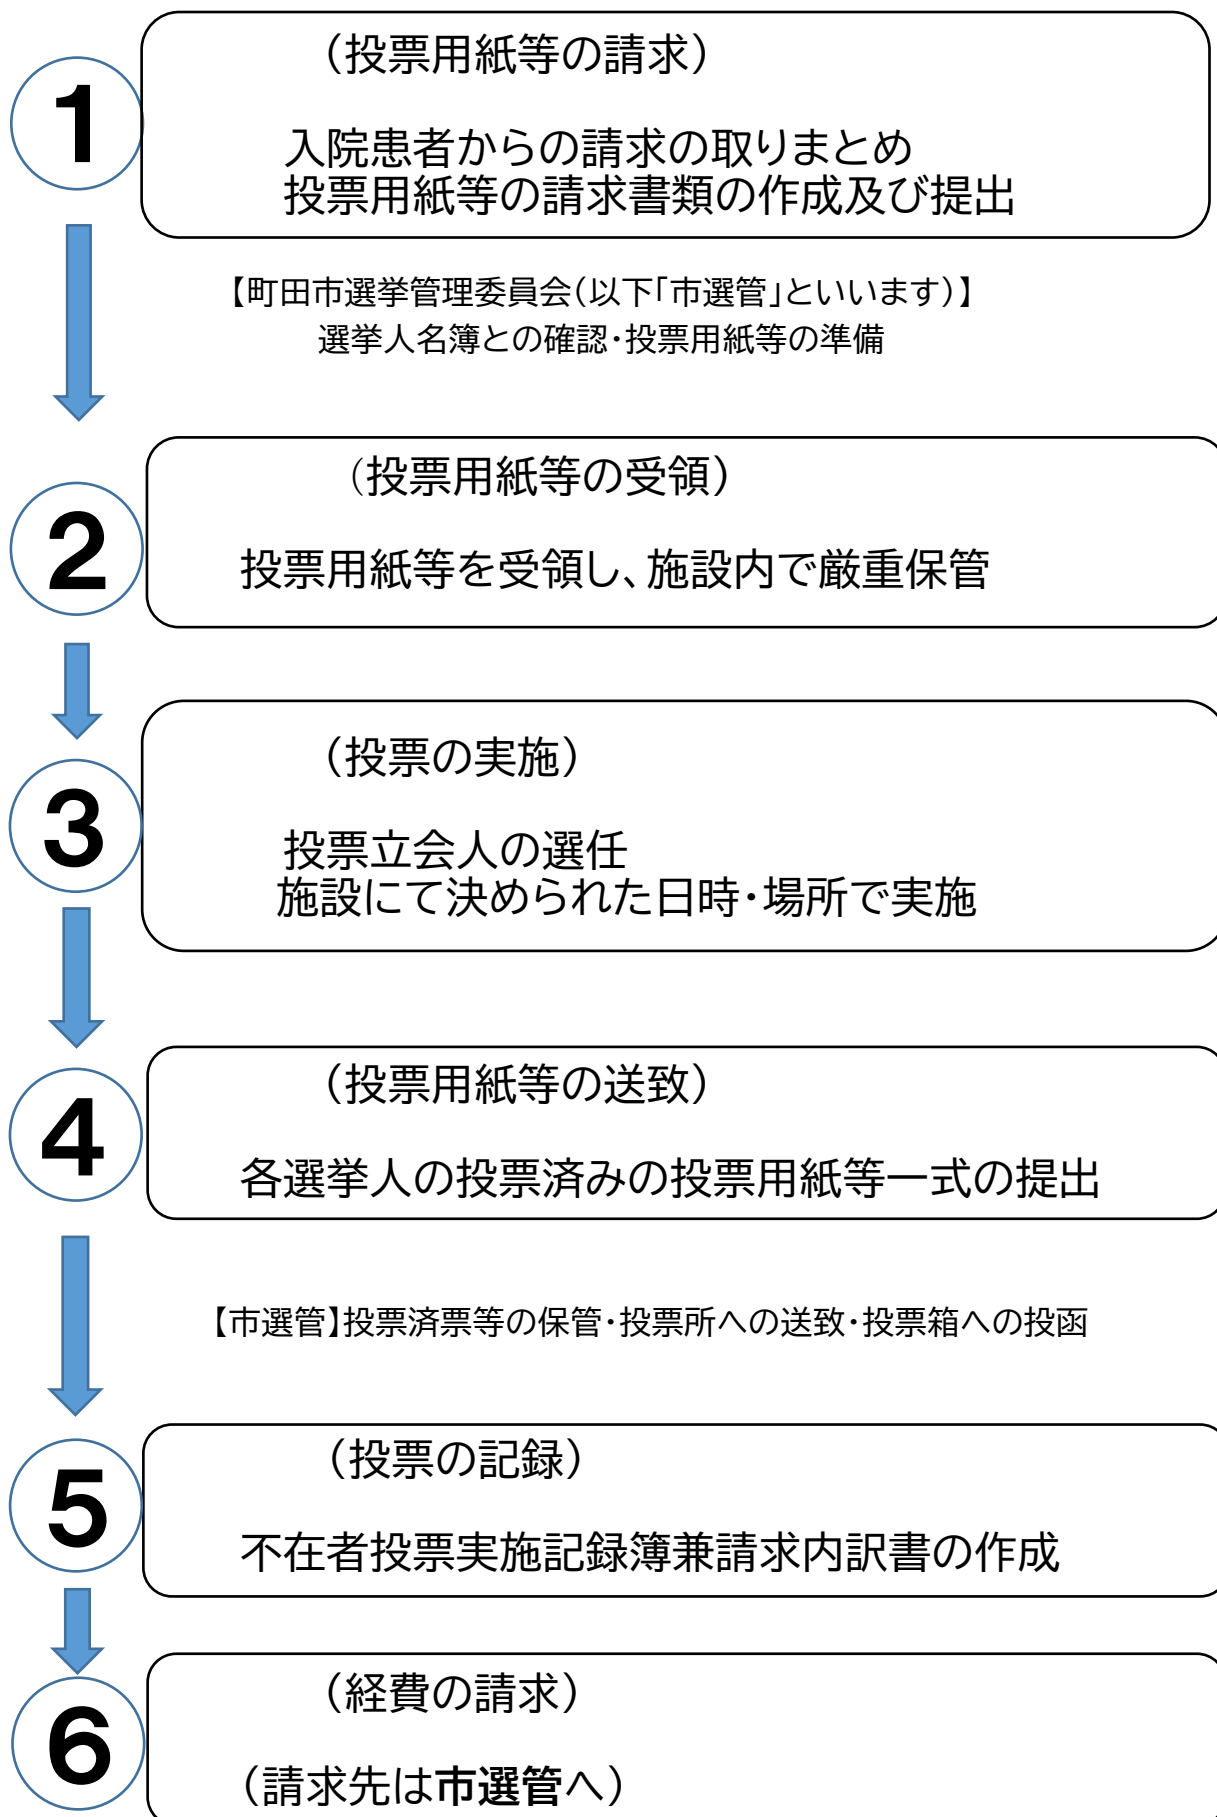 1
（投票用紙等の請求）
入院患者からの請求の取りまとめ
投票用紙等の請求書類の作成及び提出
【町田市選挙管理委員会（以下「市選管」といいます）】
選挙人名簿との確認・投票用紙等の準備
2
（投票用紙等の受領）
投票用紙等を受領し、施設内で厳重保管
3
（投票の実施）
投票立会人の選任
施設にて決められた日時・場所で実施
4
（投票用紙等の送致）
各選挙人の投票済みの投票用紙等一式の提出
【市選管】投票済票等の保管・投票所への送致・投票箱への投函
5
（投票の記録）
不在者投票実施記録簿兼請求内訳書の作成
6
（経費の請求）
（請求先は市選管へ）